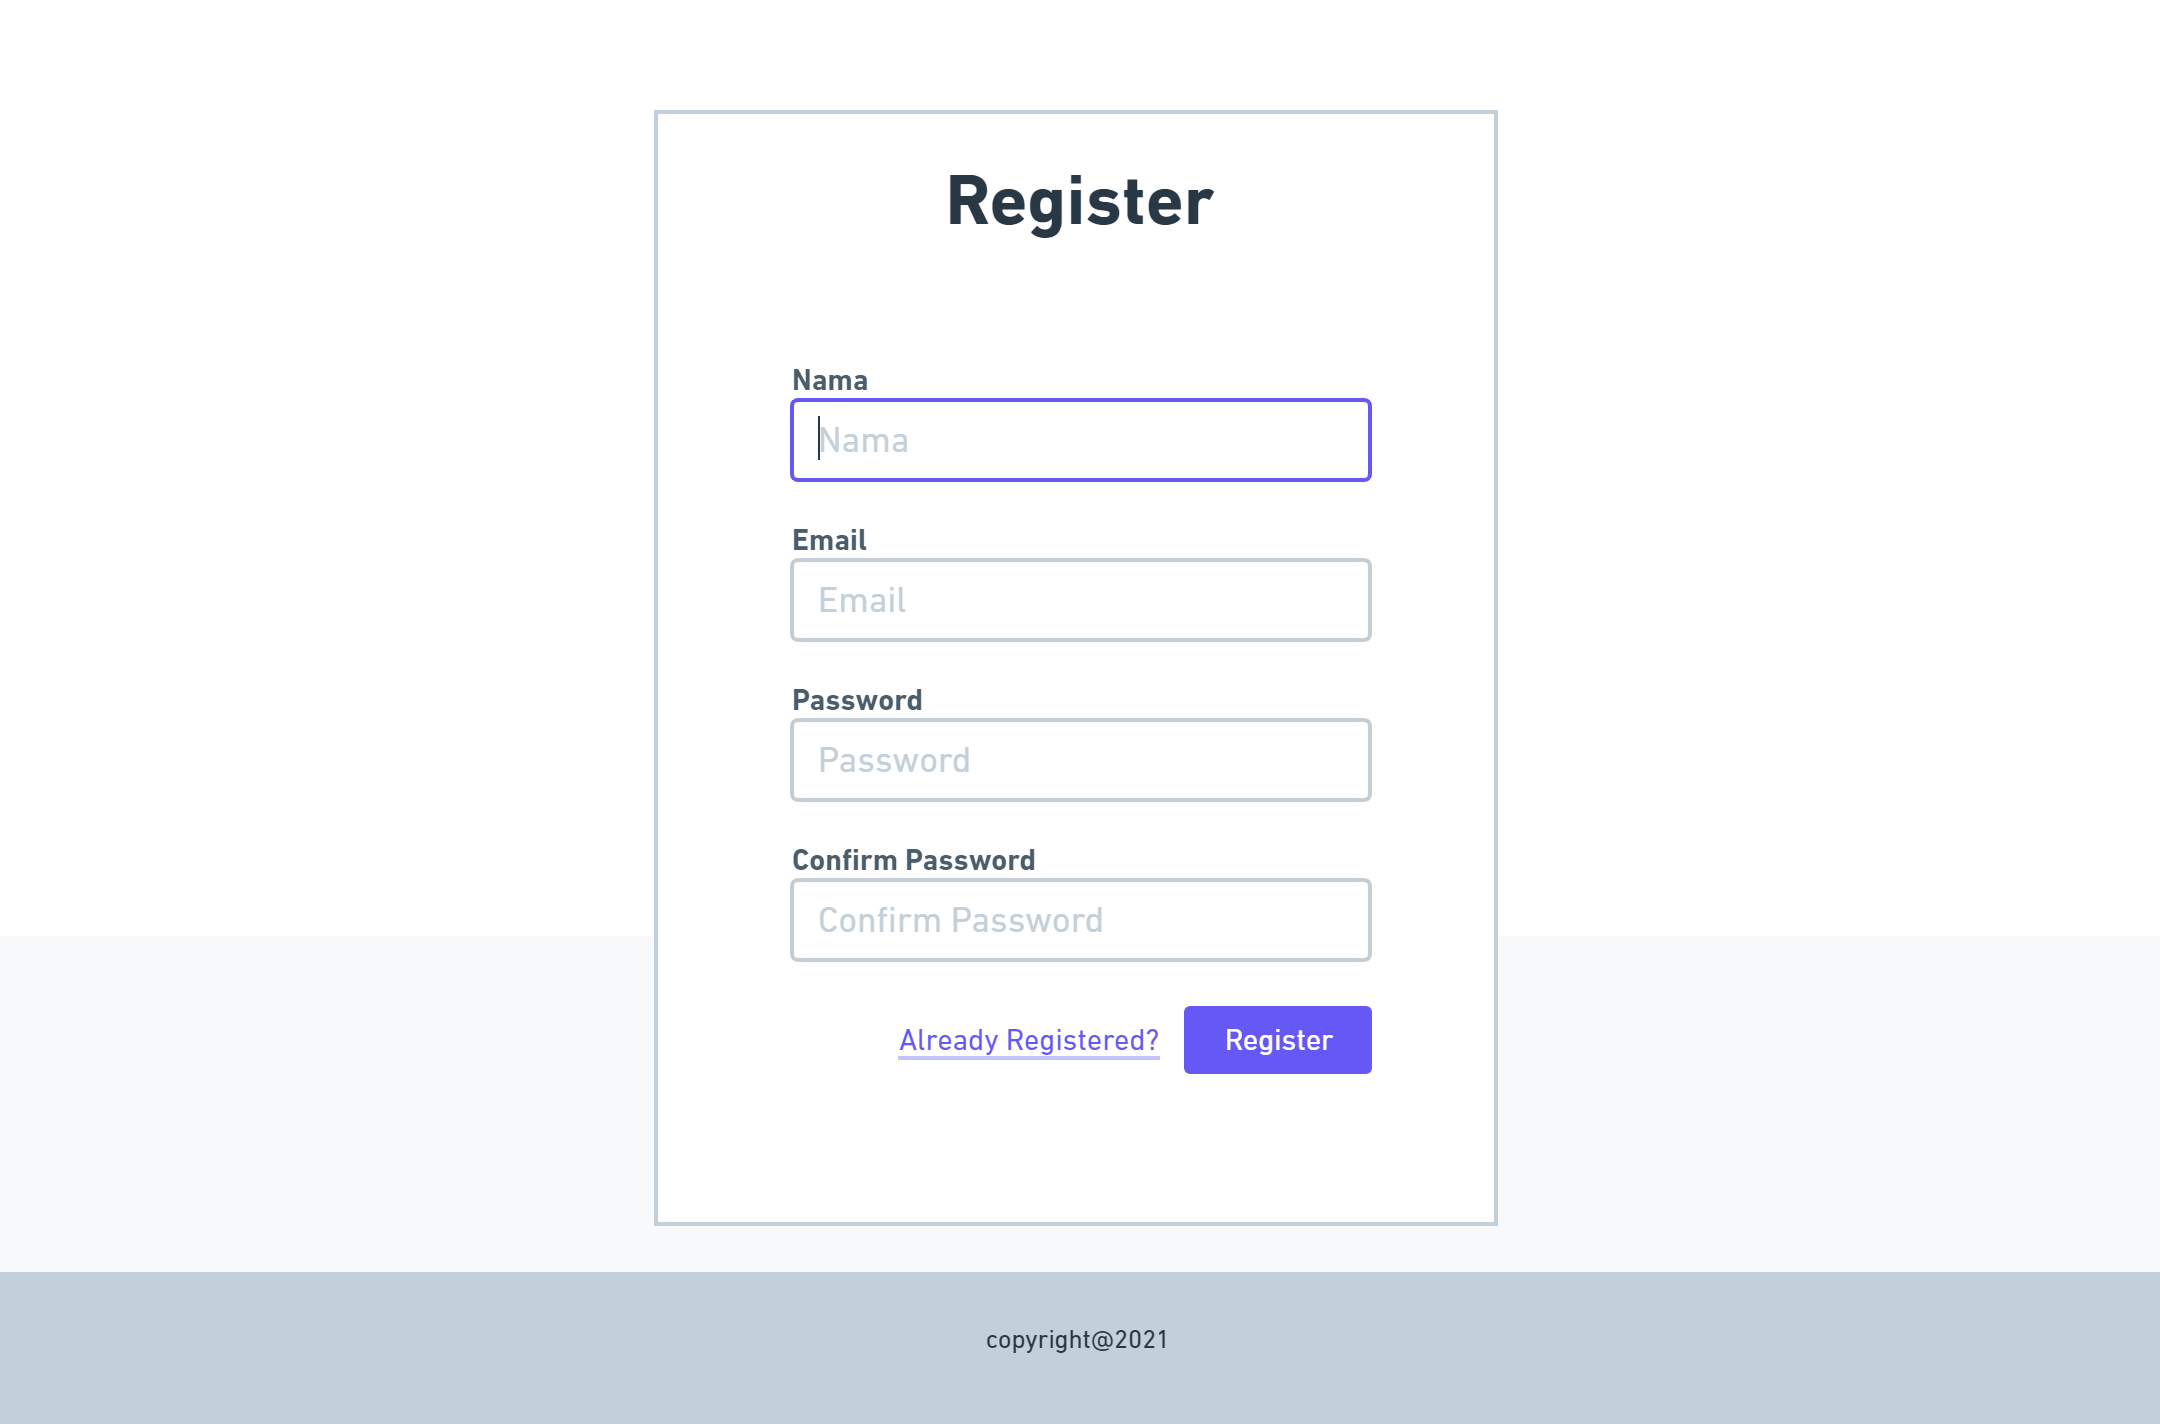 Register
Nama
Nama
Email
Email
Password
Password
Confirm Password
Confirm Password
Already Registered? Register
copyright@2021